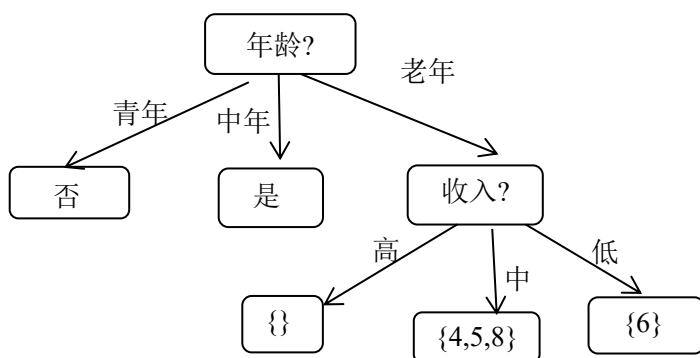 年龄?
老年
青年
中年
否
是
收入?
高
中
低
{}
{4,5,8}
{6}